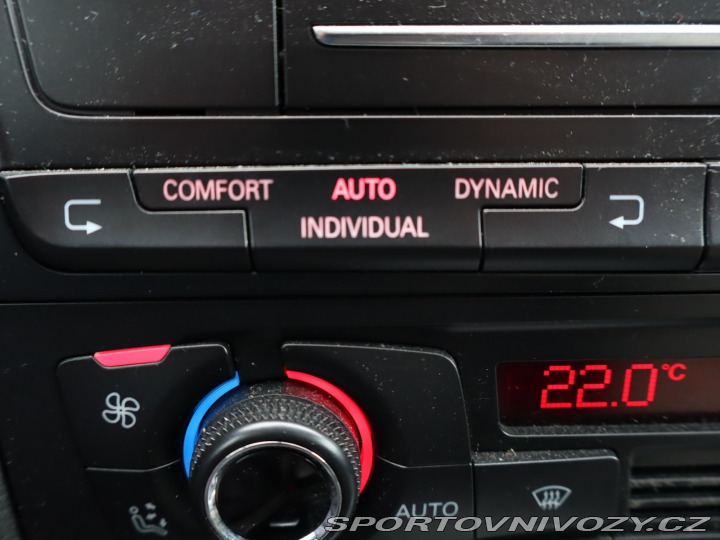 COMFORT AUTO DYNAMIC
INDIVIDUAL
22.0°C
AUTO
SPORTOVNIVOZY.CZ